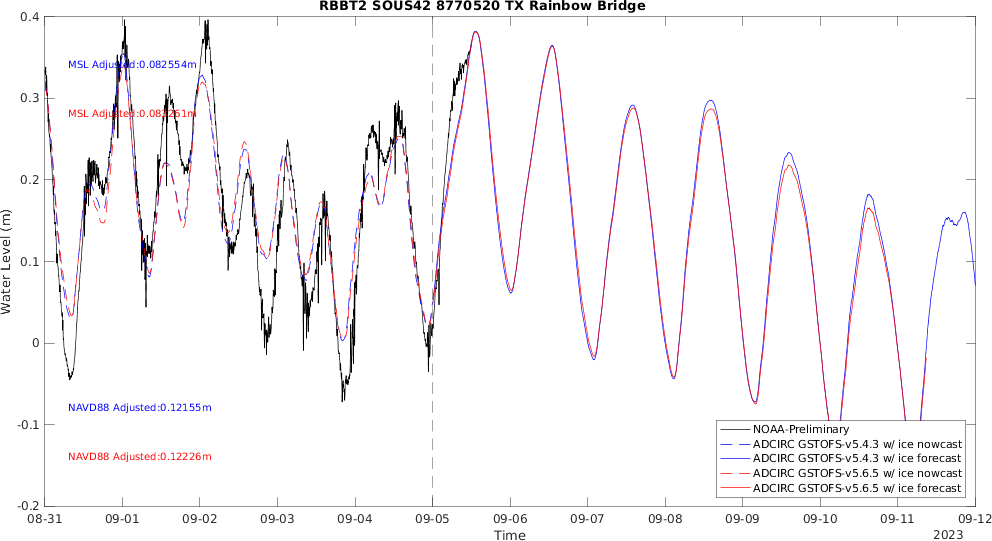 RBBT2 SOUS42 8770520 TX Rainbow Bridge
0.4
MSL Adjusted:0.082554m
0.3
MSL Adjusted:0.083261m
0.2
Water Level (m)
0.1
0
NAVD88 Adjusted:0.12155m
-0.1
NOAA-Preliminary
ADCIRC GSTOFS-v5.4.3 w/ ice nowcast
NAVD88 Adjusted:0.12226m
ADCIRC GSTOFS-v5.4.3 w/ ice forecast
ADCIRC GSTOFS-v5.6.5 w/ ice nowcast
ADCIRC GSTOFS-v5.6.5 w/ ice forecast
-0.2
08-31 09-01 09-02 09-03 09-04 09-05 09-06 09-07 09-08 09-09 09-10 09-11 09-12
Time
2023